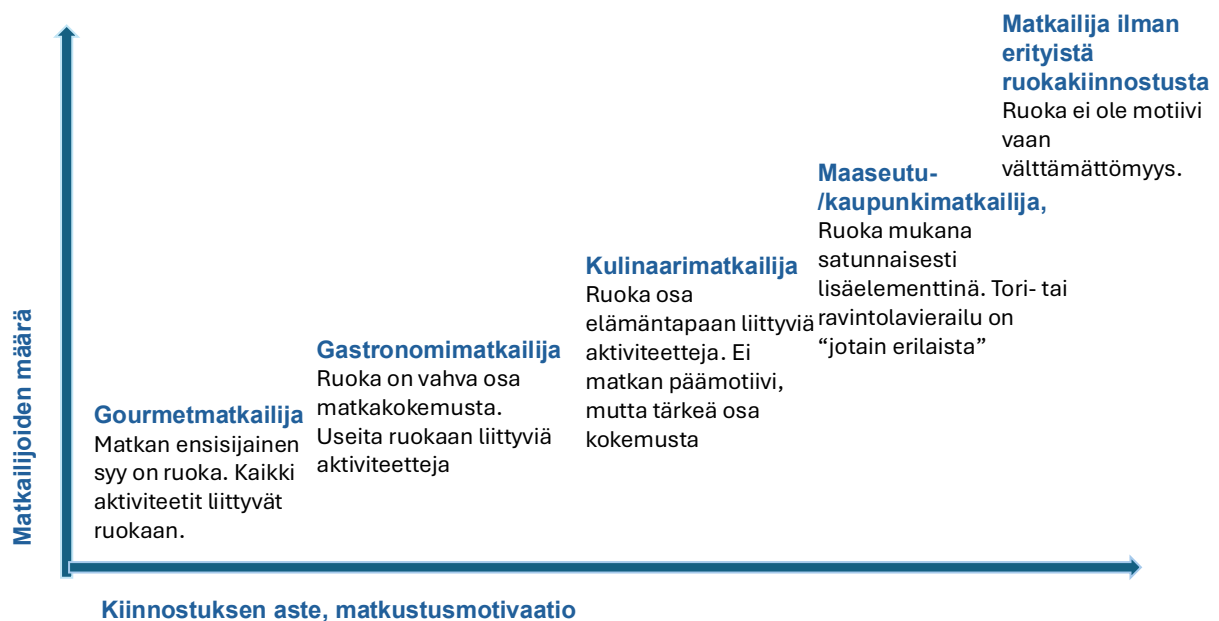 Matkailija ilman
erityistä
ruokakiinnostusta
Ruoka ei ole motiivi
vaan
välttämättömyys.
Maaseutu-
/kaupunkimatkailija,
Ruoka mukana
satunnaisesti
lisäelementtinä. Tori- tai
ravintolavierailu on
“jotain erilaista”
Kulinaarimatkailija
Ruoka osa
elämäntapaan liittyviä
aktiviteetteja. Ei
matkan päämotiivi,
mutta tärkeä osa
kokemusta
Gastronomimatkailija
Ruoka on vahva osa
matkakokemusta.
Useita ruokaan liittyviä
aktiviteetteja
Gourmetmatkailija
Matkan ensisijainen
syy on ruoka. Kaikki
aktiviteetit liittyvät
ruokaan.
Matkailijoiden määrä
Kiinnostuksen aste, matkustusmotivaatio